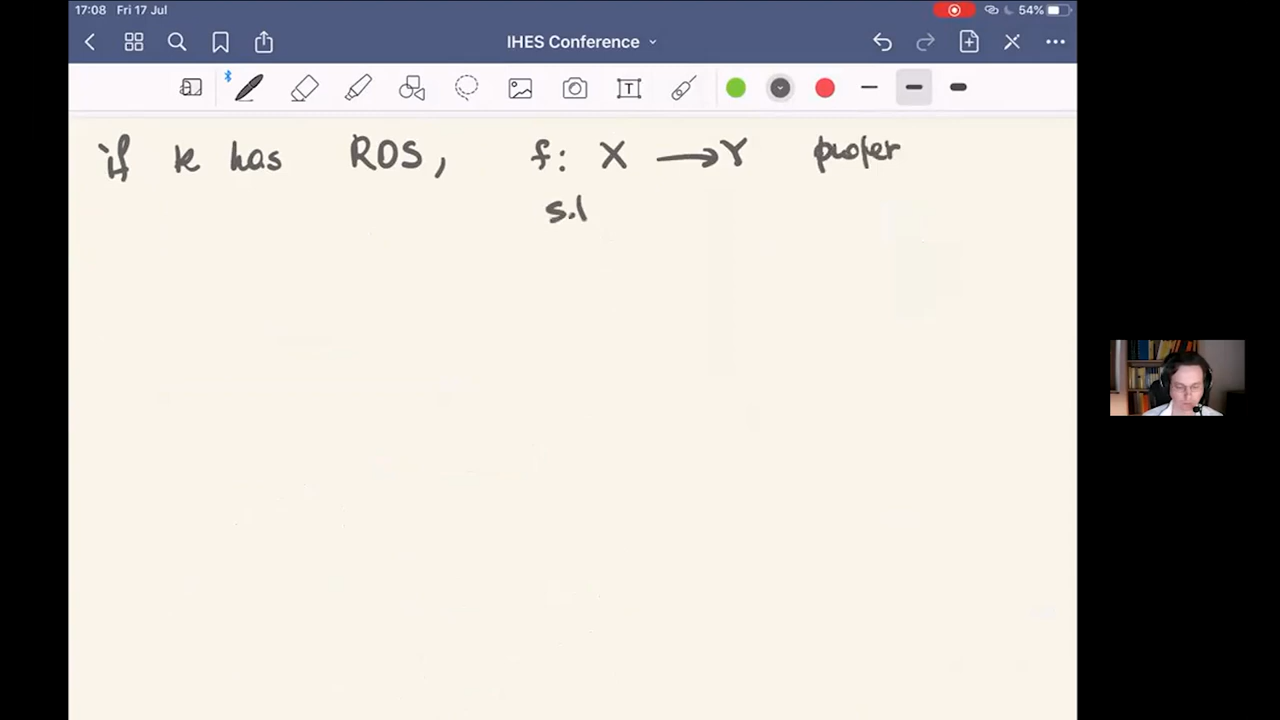 17:08 Fri 17 Jul 54%
IHES Conference
T
if k has ROS, f: X → Y proper
s.l